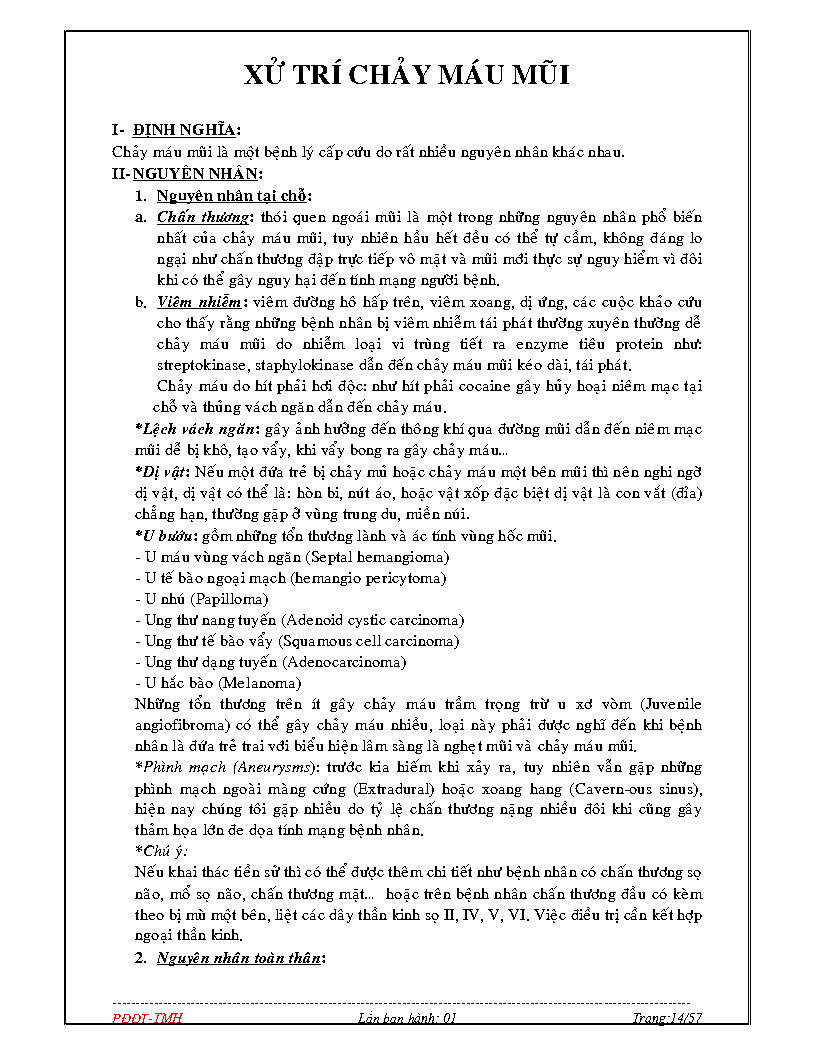 XỬ TRÍ CHẢY MÁU MŨI
I- ĐỊNH NGHĨA:
Chảy máu mũi là một bệnh lý cấp cứu do rất nhiều nguyên nhân khác nhau.
II-NGUYÊN NHÂN:
1. Nguyên nhân tại chỗ:
a. Chấn thương: thói quen ngoái mũi là một trong những nguyên nhân phổ biến
nhất của chảy máu mũi, tuy nhiên hầu hết đều có thể tự cầm, không đáng lo
ngại như chấn thương đập trực tiếp vô mặt và mũi mới thực sự nguy hiểm vì đôi
khi có thể gây nguy hại đến tính mạng người bệnh.
b. Viêm nhiễm: viêm đường hô hấp trên, viêm xoang, dị ứng, các cuộc khảo cứu
cho thấy rằng những bệnh nhân bị viêm nhiễm tái phát thường xuyên thường dễ
chảy máu mũi do nhiễm loại vi trùng tiết ra enzyme tiêu protein như:
streptokinase, staphylokinase dẫn đến chảy máu mũi kéo dài, tái phát.
Chảy máu do hít phải hơi độc: như hít phải cocaine gây hủy hoại niêm mạc tại
chỗ và thủng vách ngăn dẫn đến chảy máu.
*Lệch vách ngăn: gây ảnh hưởng đến thông khí qua đường mũi dẫn đến niêm mạc
mũi dễ bị khô, tạo vẩy, khi vẩy bong ra gây chảy máu...
*Dị vật: Nếu một đứa trẻ bị chảy mủ hoặc chảy máu một bên mũi thì nên nghi ngờ
dị vật, dị vật có thể là: hòn bi, nút áo, hoặc vật xốp đặc biệt dị vật là con vắt (đỉa)
chẳng hạn, thường gặp ở vùng trung du, miền núi.
*U bướu: gồm những tổn thương lành và ác tính vùng hốc mũi.
- U máu vùng vách ngăn (Septal hemangioma)
- U tế bào ngoại mạch (hemangio pericytoma)
- U nhú (Papilloma)
- Ung thư nang tuyến (Adenoid cystic carcinoma)
- Ung thư tế bào vẩy (Squamous cell carcinoma)
- Ung thư dạng tuyến (Adenocarcinoma)
- U hắc bào (Melanoma)
Những tổn thương trên ít gây chảy máu trầm trọng trừ u xơ vòm (Juvenile
angiofibroma) có thể gây chảy máu nhiều, loại này phải được nghĩ đến khi bệnh
nhân là đứa trẻ trai với biểu hiện lâm sàng là nghẹt mũi và chảy máu mũi.
*Phình mạch (Aneurysms): trước kia hiếm khi xảy ra, tuy nhiên vẫn gặp những
phình mạch ngoài màng cứng (Extradural) hoặc xoang hang (Cavern-ous sinus),
hiện nay chúng tôi gặp nhiều do tỷ lệ chấn thương nặng nhiều đôi khi cũng gây
thảm họa lớn đe dọa tính mạng bệnh nhân.
*Chú ý:
Nếu khai thác tiền sử thì có thể được thêm chi tiết như bệnh nhân có chấn thương sọ
não, mổ sọ não, chấn thương mặt... hoặc trên bệnh nhân chấn thương đầu có kèm
theo bị mù một bên, liệt các dây thần kinh sọ II, IV, V, VI. Việc điều trị cần kết hợp
ngoại thần kinh.
2. Nguyên nhân toàn thân:
PĐĐT-TMH Lần ban hành: 01 Trang:14/57